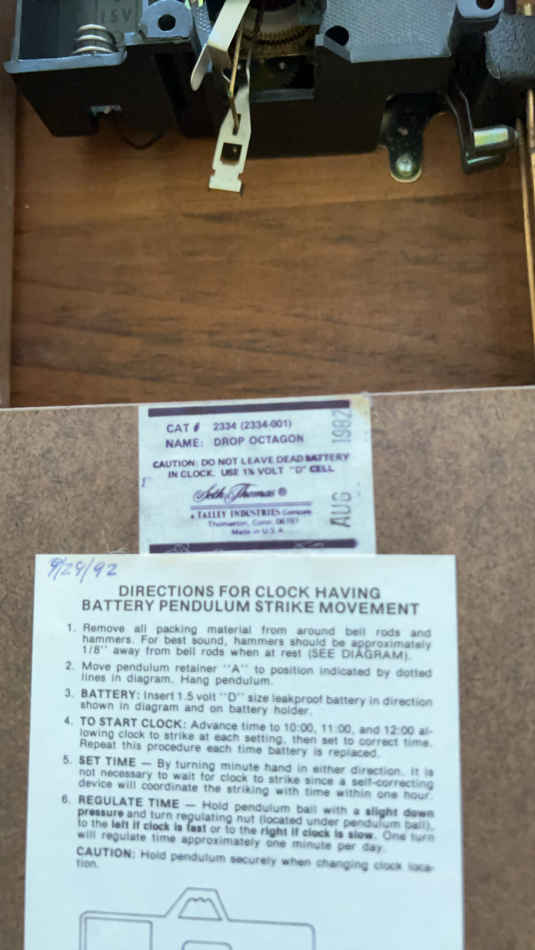 1.5V
CAT # 2334 (2334-001)
NAME: DROP OCTAGON
CAUTION: DO NOT LEAVE DEAD BATTERY
IN CLOCK. USE 1½ VOLT "D" CELL
Seth Thomas ®
A TALLEY INDUSTRIES Company
Thomaston, Conn. 06787
Made in U.S.A.
AUG 1982
9/29/92
DIRECTIONS FOR CLOCK HAVING
BATTERY PENDULUM STRIKE MOVEMENT
1. Remove all packing material from around bell rods and
hammers. For best sound, hammers should be approximately
1/8'' away from bell rods when at rest (SEE DIAGRAM).
2. Move pendulum retainer ''A'' to position indicated by dotted
lines in diagram. Hang pendulum.
3. BATTERY: Insert 1.5 volt ''D'' size leakproof battery in direction
shown in diagram and on battery holder.
4. TO START CLOCK: Advance time to 10:00, 11:00, and 12:00 al-
lowing clock to strike at each setting, then set to correct time.
Repeat this procedure each time battery is replaced.
5. SET TIME — By turning minute hand in either direction. It is
not necessary to wait for clock to strike since a self-correcting
device will coordinate the striking with time within one hour.
6. REGULATE TIME — Hold pendulum ball with a slight down
pressure and turn regulating nut (located under pendulum ball),
to the left if clock is fast or to the right if clock is slow. One turn
will regulate time approximately one minute per day.
CAUTION: Hold pendulum securely when changing clock loca-
tion.